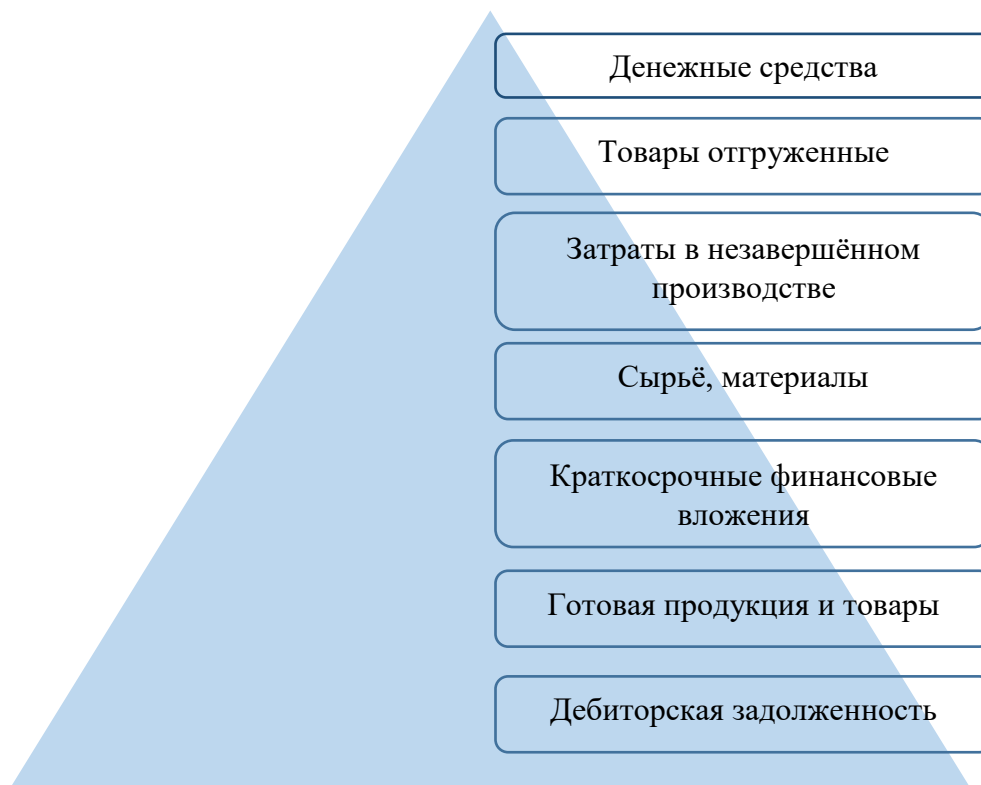 Денежные средства
Товары отгруженные
Затраты в незавершённом
производстве
Сырьё, материалы
Краткосрочные финансовые
вложения
Готовая продукция и товары
Дебиторская задолженность